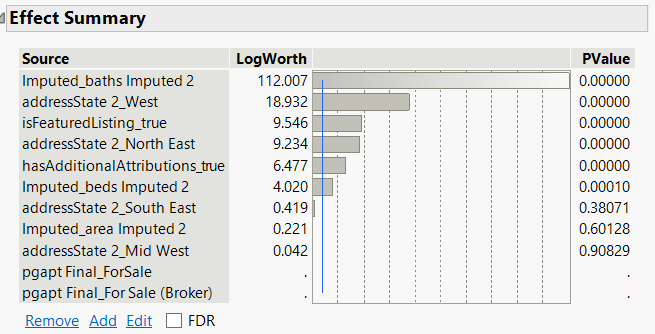 Effect Summary
Source LogWorth PValue
Imputed_baths Imputed 2 112.007 0.00000
addressState 2_West 18.932 0.00000
isFeaturedListing_true 9.546 0.00000
addressState 2_North East 9.234 0.00000
hasAdditionalAttributions_true 6.477 0.00000
Imputed_beds Imputed 2 4.020 0.00010
addressState 2_South East 0.419 0.38071
Imputed_area Imputed 2 0.221 0.60128
addressState 2_Mid West 0.042 0.90829
pgapt Final_ForSale . .
pgapt Final_For Sale (Broker) . .
Remove Add Edit FDR